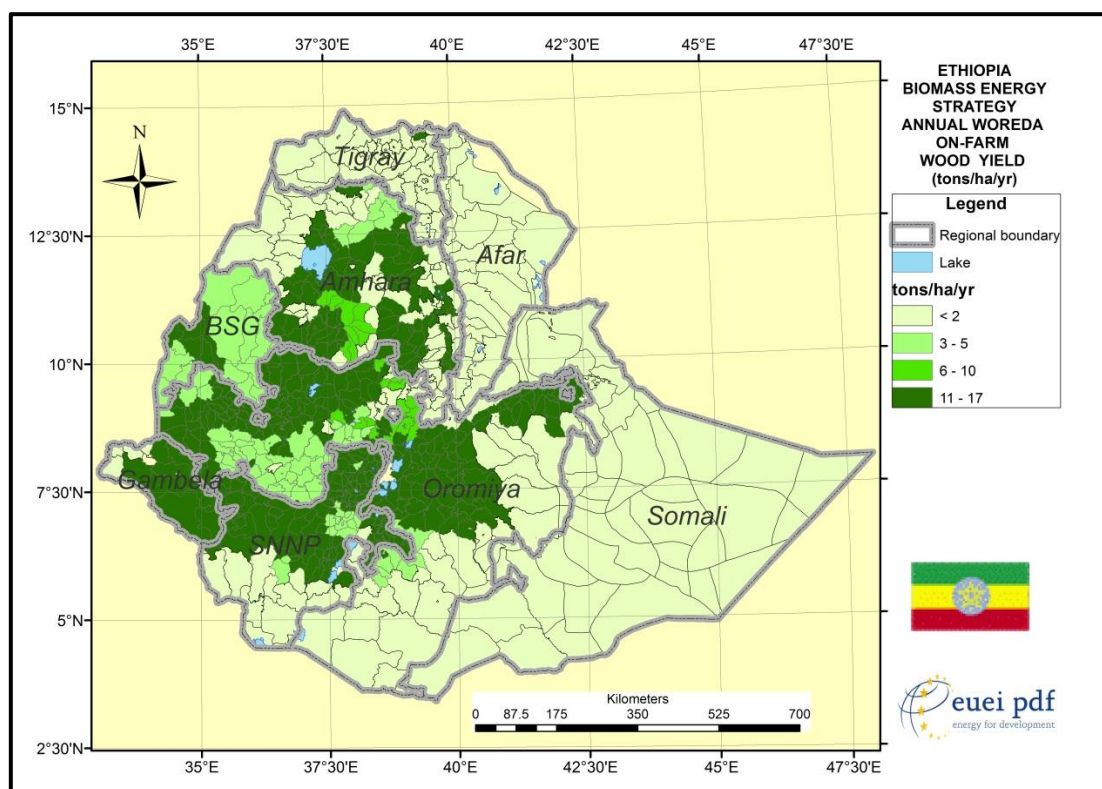 35°E 37°30'E 40°E 42°30'E 45°E 47°30'E
15°N
12°30'N
10°N
7°30'N
5°N
2°30'N
N
Tigray
Afar
Amhara
BSG
Gambela
Oromiya
SNNP
Somali
Kilometers
0 87.5 175 350 525 700
35°E 37°30'E 40°E 42°30'E 45°E 47°30'E
ETHIOPIA
BIOMASS ENERGY
STRATEGY
ANNUAL WOREDA
ON-FARM
WOOD YIELD
(tons/ha/yr)
Legend
Regional boundary
Lake
tons/ha/yr
< 2
3 - 5
6 - 10
11 - 17
euei pdf
energy for development